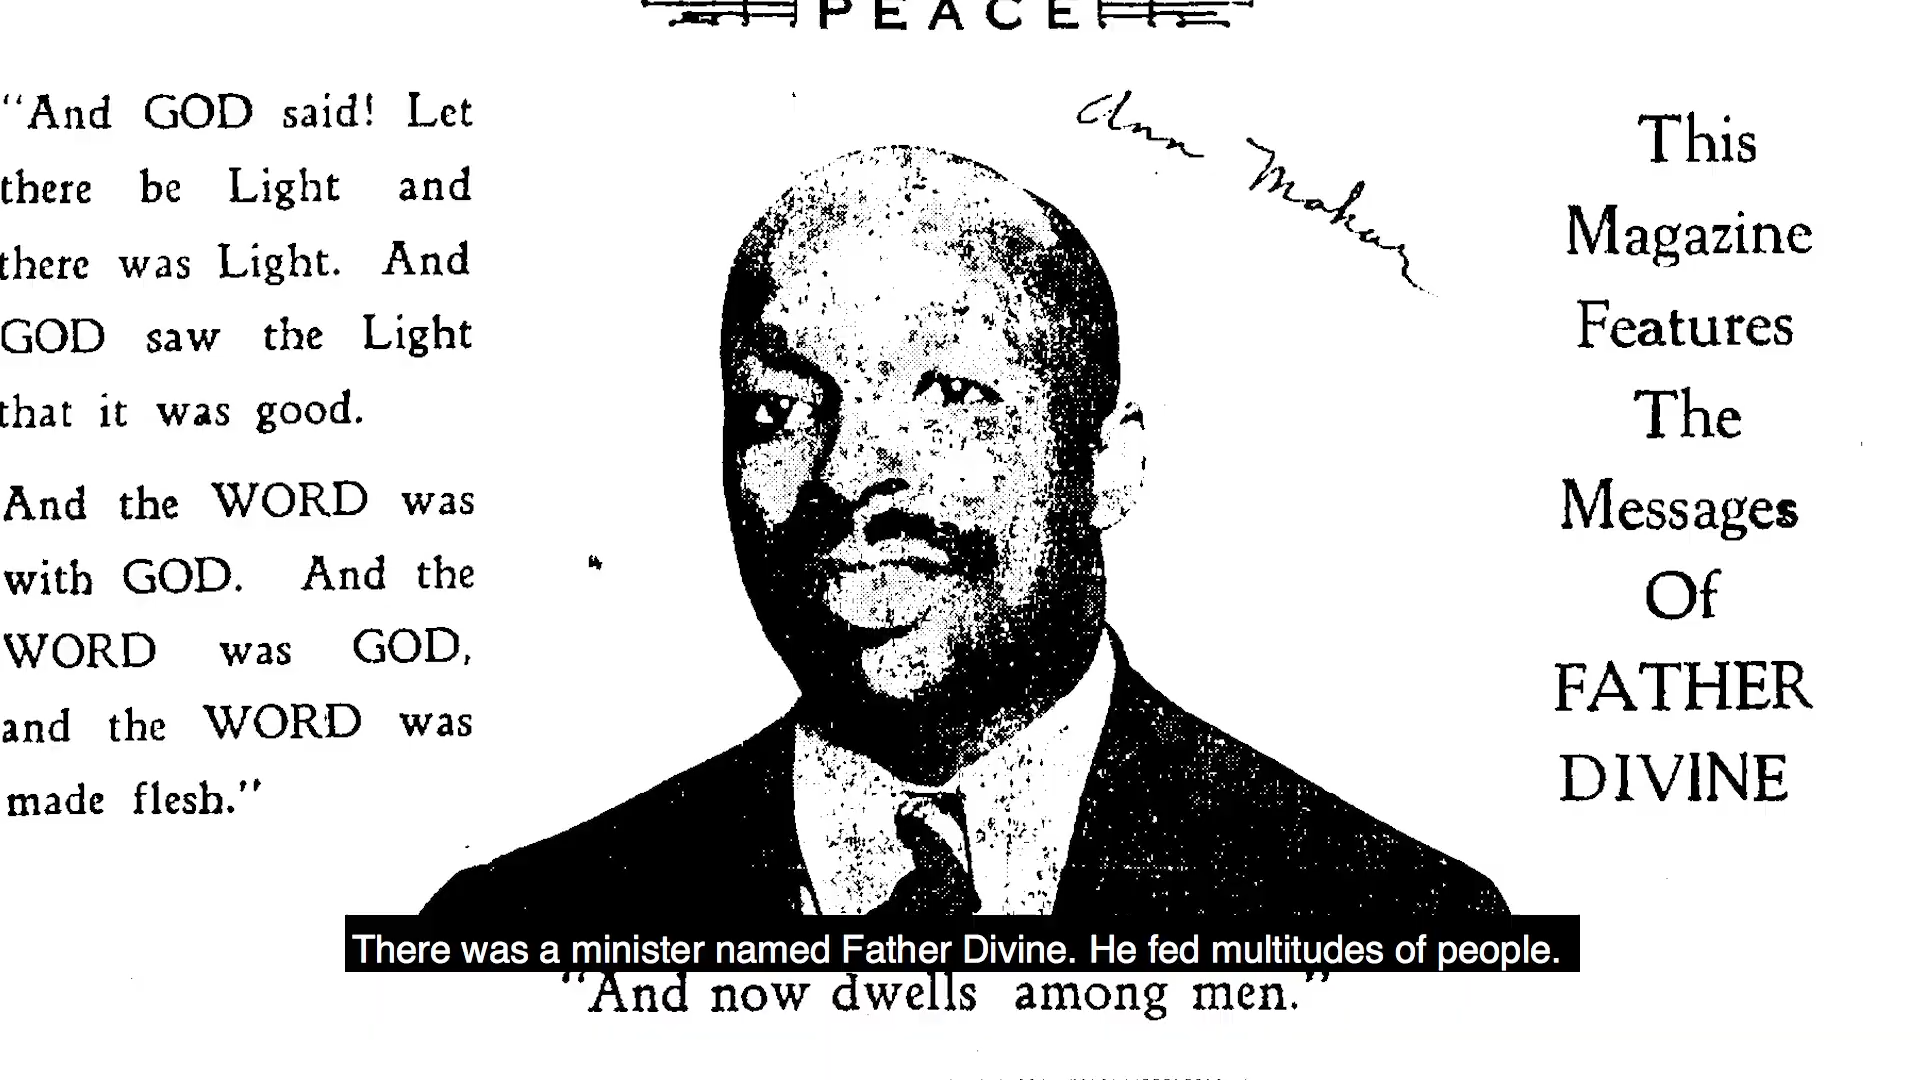 PEACE
"And GOD said! Let
there be Light and
there was Light. And
GOD saw the Light
that it was good.
And the WORD was
with GOD. And the
WORD was GOD,
and the WORD was
made flesh."
Ann Makar
This
Magazine
Features
The
Messages
Of
FATHER
DIVINE
There was a minister named Father Divine. He fed multitudes of people.
"And now dwells among men."